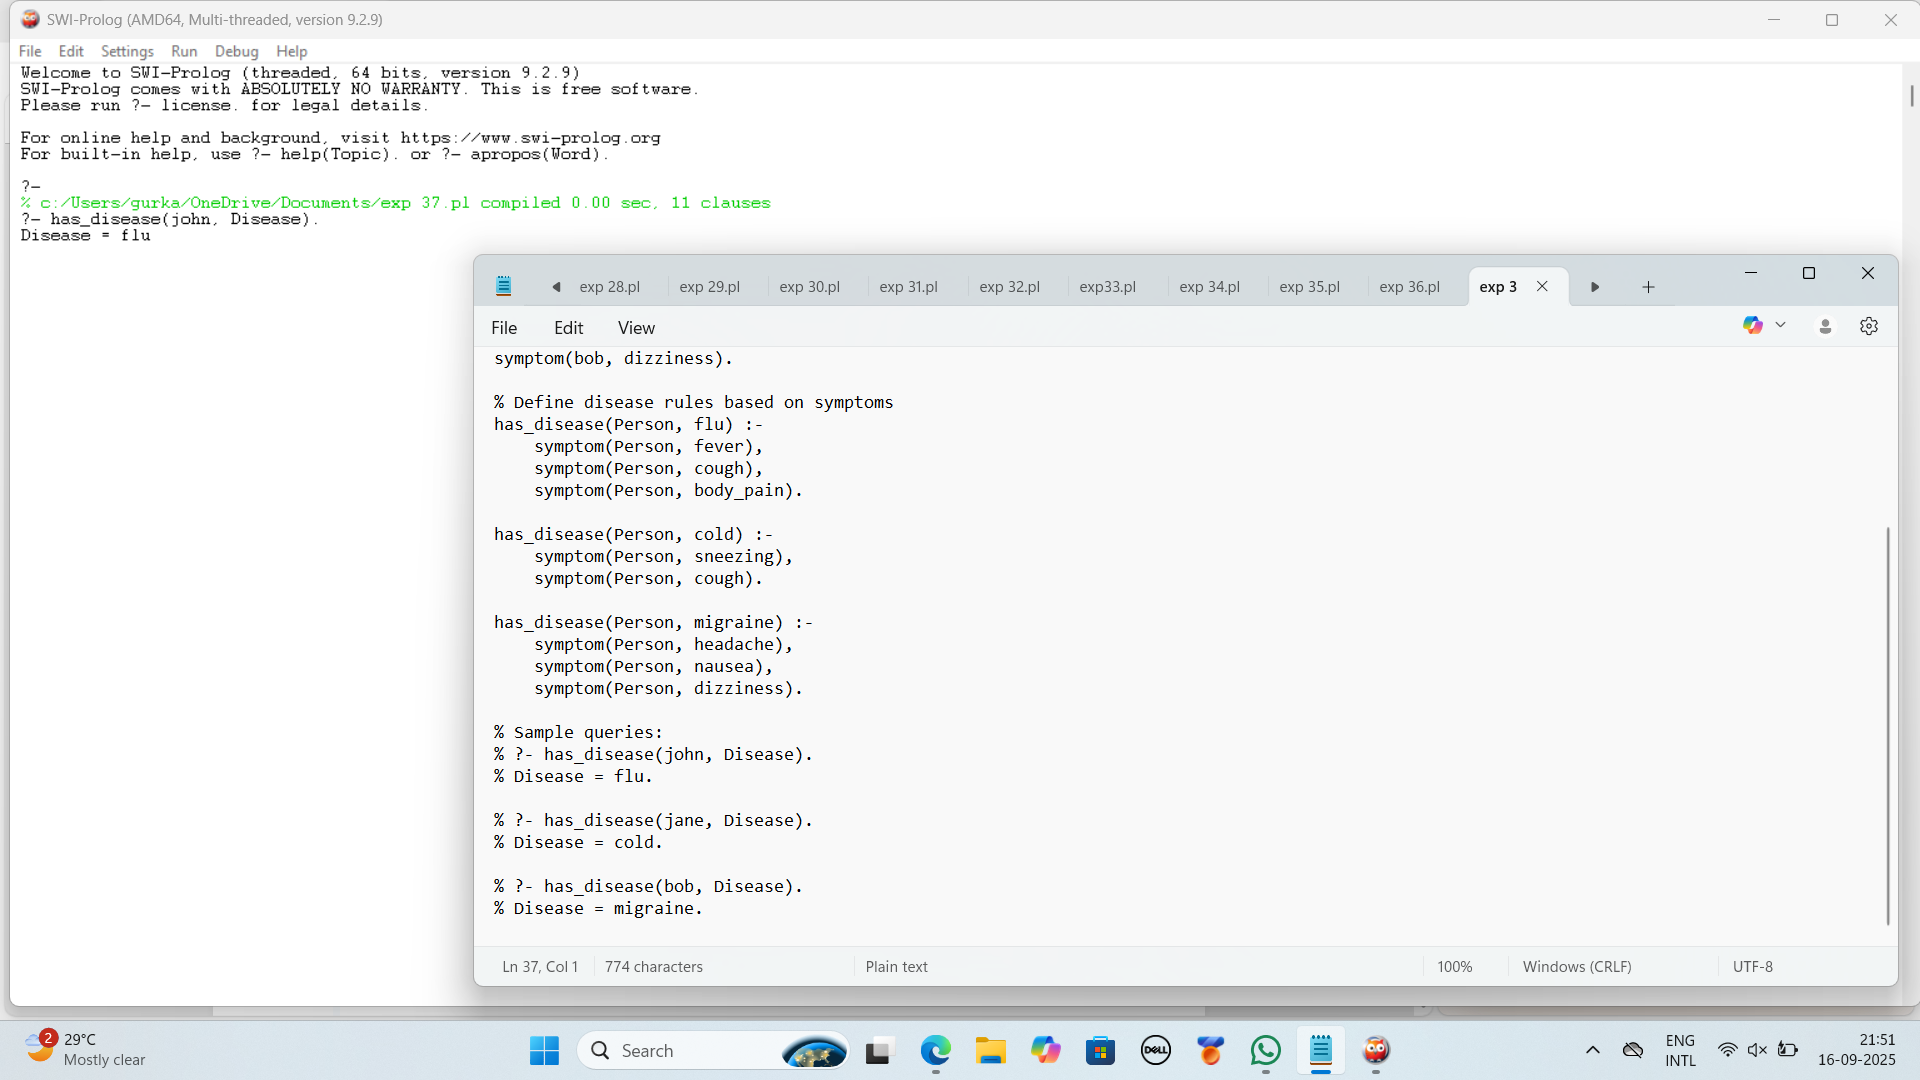 SWI-Prolog (AMD64, Multi-threaded, version 9.2.9)
File Edit Settings Run Debug Help
Welcome to SWI-Prolog (threaded, 64 bits, version 9.2.9)
SWI-Prolog comes with ABSOLUTELY NO WARRANTY. This is free software.
Please run ?- license. for legal details.
For online help and background, visit https://www.swi-prolog.org
For built-in help, use ?- help(Topic). or ?- apropos(Word).
?-
% c:/Users/gurka/OneDrive/Documents/exp 37.pl compiled 0.00 sec, 11 clauses
?- has_disease(john, Disease).
Disease = flu
exp 28.pl exp 29.pl exp 30.pl exp 31.pl exp 32.pl exp33.pl exp 34.pl exp 35.pl exp 36.pl exp 3
File Edit View
symptom(bob, dizziness).
% Define disease rules based on symptoms
has_disease(Person, flu) :-
symptom(Person, fever),
symptom(Person, cough),
symptom(Person, body_pain).
has_disease(Person, cold) :-
symptom(Person, sneezing),
symptom(Person, cough).
has_disease(Person, migraine) :-
symptom(Person, headache),
symptom(Person, nausea),
symptom(Person, dizziness).
% Sample queries:
% ?- has_disease(john, Disease).
% Disease = flu.
% ?- has_disease(jane, Disease).
% Disease = cold.
% ?- has_disease(bob, Disease).
% Disease = migraine.
Ln 37, Col 1 774 characters Plain text 100% Windows (CRLF) UTF-8
2 29°C
Mostly clear
Search
DELL
ENG
INTL
21:51
16-09-2025